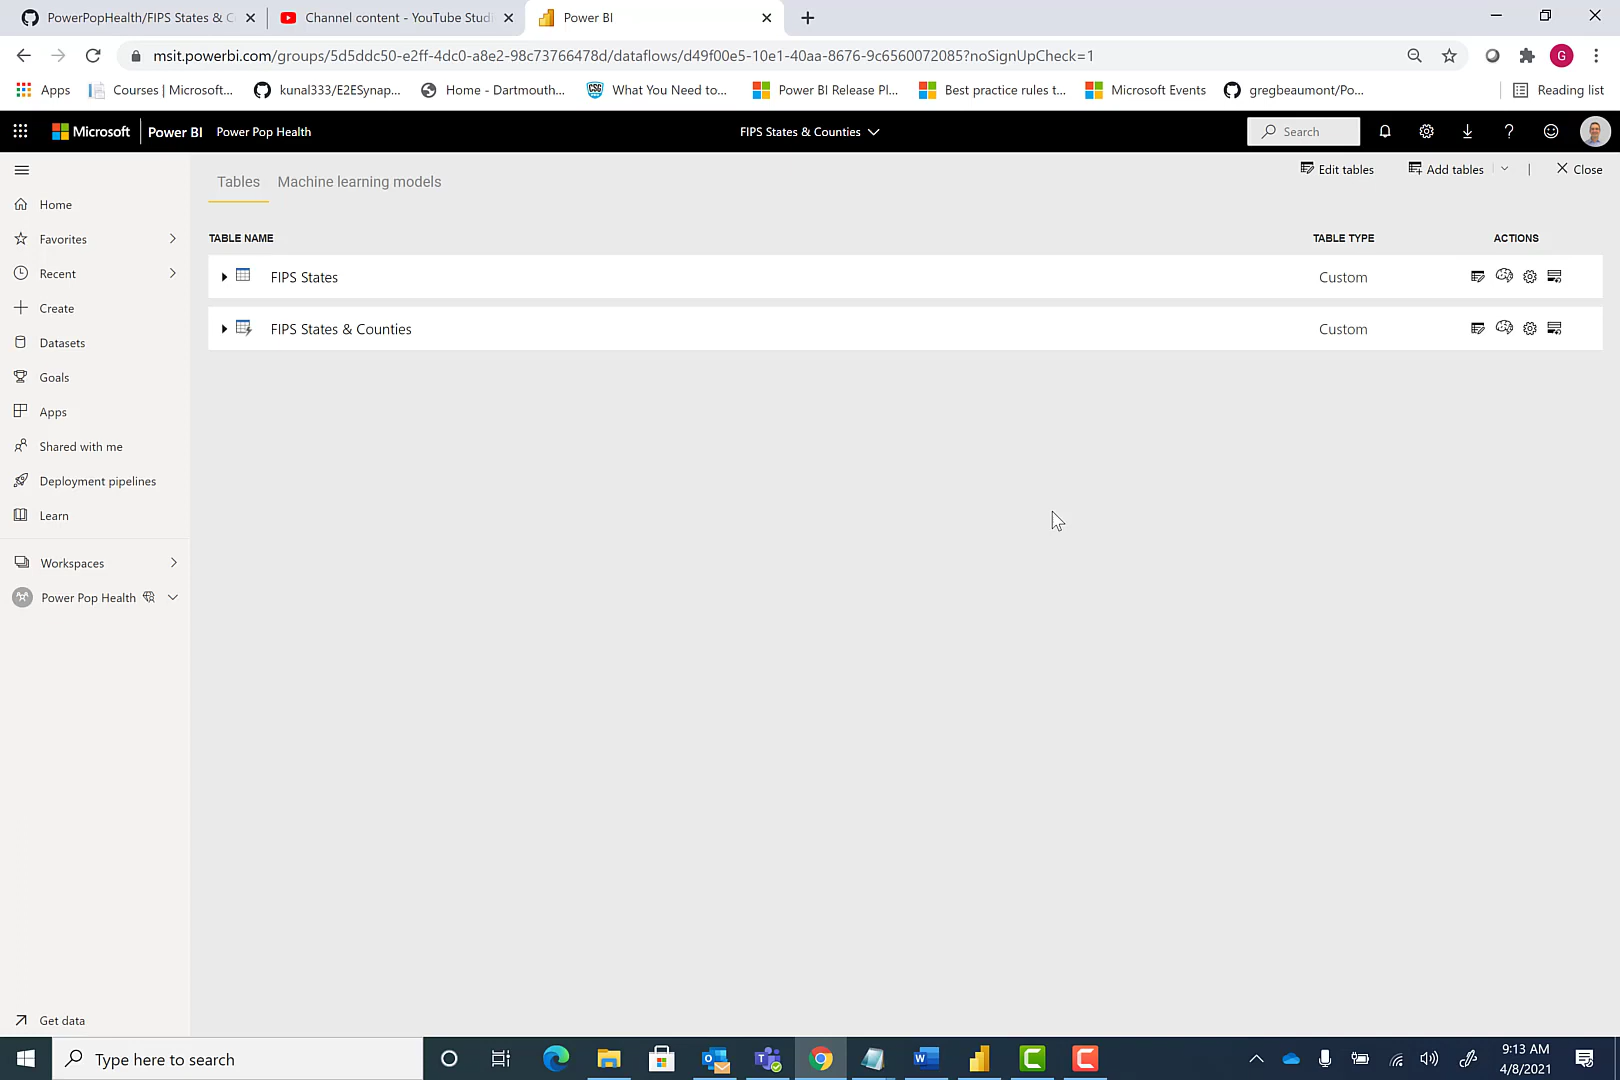 PowerPopHealth/FIPS States & C
Channel content - YouTube Studi
Power BI
msit.powerbi.com/groups/5d5ddc50-e2ff-4dc0-a8e2-98c73766478d/dataflows/d49f00e5-10e1-40aa-8676-9c6560072085?noSignUpCheck=1
G
Apps
Courses | Microsoft...
kunal333/E2ESynap...
Home - Dartmouth...
What You Need to...
Power BI Release Pl...
Best practice rules t...
Microsoft Events
gregbeaumont/Po...
Reading list
Microsoft
Power BI
Power Pop Health
FIPS States & Counties
Search
Tables
Machine learning models
Edit tables
Add tables
Close
Home
Favorites
Recent
Create
Datasets
Goals
Apps
Shared with me
Deployment pipelines
Learn
Workspaces
Power Pop Health
Get data
TABLE NAME
TABLE TYPE
ACTIONS
FIPS States
Custom
FIPS States & Counties
Custom
Type here to search
9:13 AM
4/8/2021